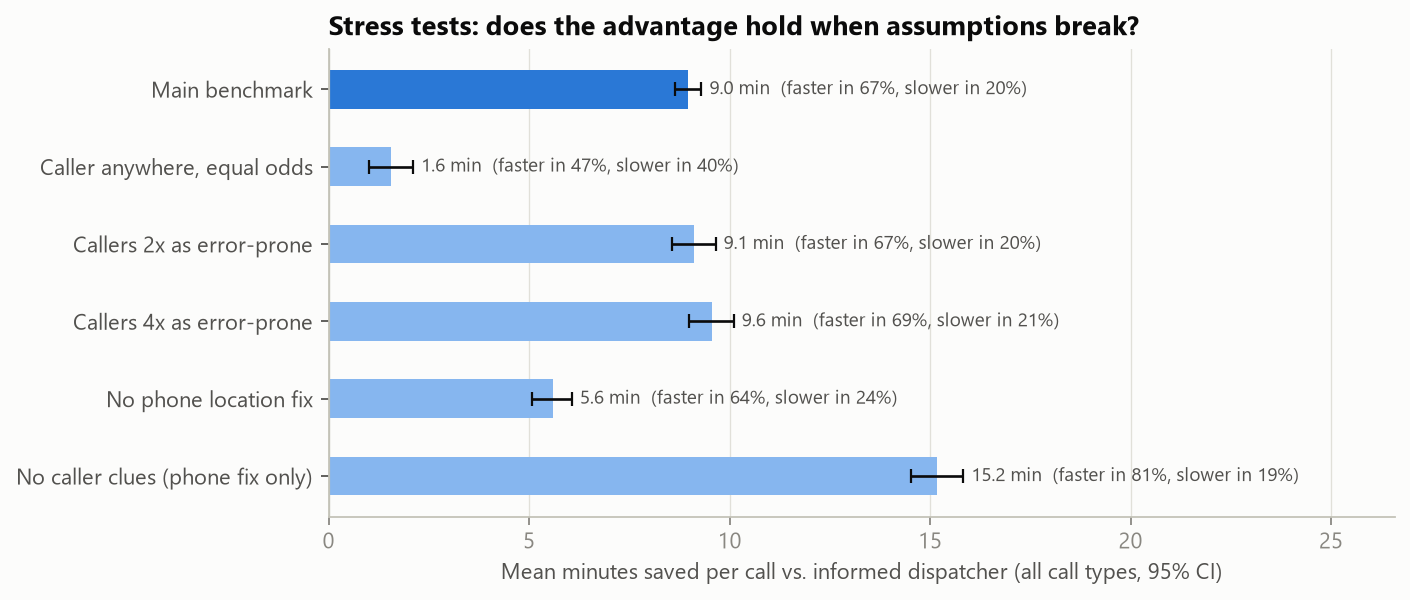 Stress tests: does the advantage hold when assumptions break?
Main benchmark
9.0 min  (faster in 67%, slower in 20%)
Caller anywhere, equal odds
1.6 min  (faster in 47%, slower in 40%)
Callers 2x as error-prone
9.1 min  (faster in 67%, slower in 20%)
Callers 4x as error-prone
9.6 min  (faster in 69%, slower in 21%)
No phone location fix
5.6 min  (faster in 64%, slower in 24%)
No caller clues (phone fix only)
15.2 min  (faster in 81%, slower in 19%)
0 5 10 15 20 25
Mean minutes saved per call vs. informed dispatcher (all call types, 95% CI)